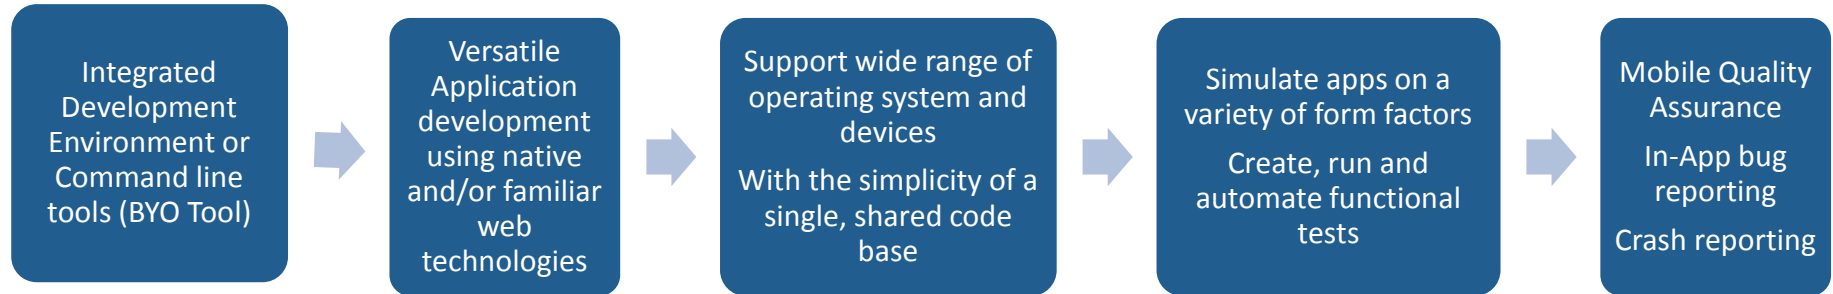 Integrated
Development
Environment or
Command line
tools (BYO Tool)
Versatile
Application
development
using native
and/or familiar
web
technologies
Support wide range of
operating system and
devices
With the simplicity of a
single, shared code
base
Simulate apps on a
variety of form factors
Create, run and
automate functional
tests
Mobile Quality
Assurance
In-App bug
reporting
Crash reporting